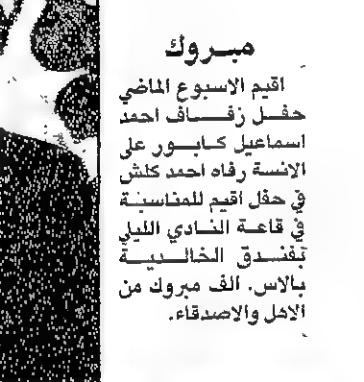 مبروك
اقيم الاسبوع الماضي
حفل زفاف احمد
اسماعيل كابور على
الانسة رفاه احمد كلش
في حفل اقيم للمناسبة
في قاعة النادي الليلي
بفندق الخالدية
بالاس. الف مبروك من
الاهل والاصدقاء.